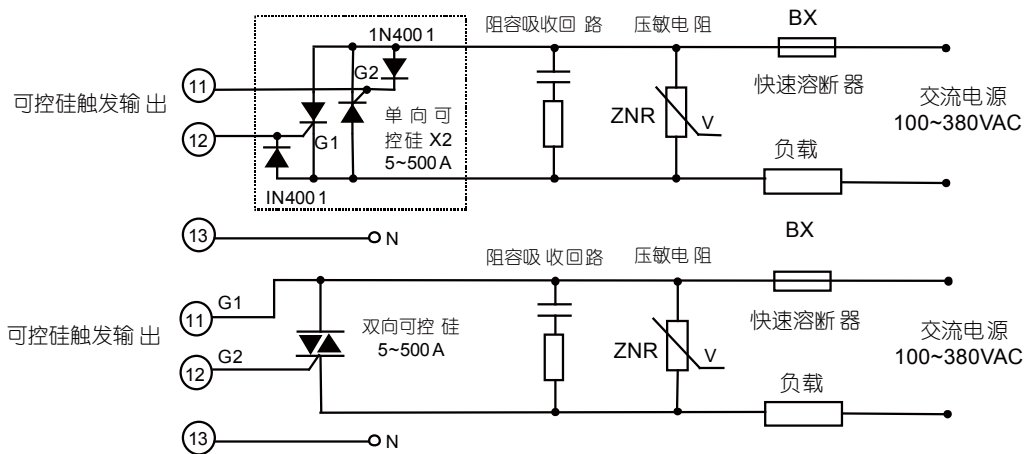 1N4001
阻容吸收回路
压敏电阻
BX
11
G2
可控硅触发输出
快速溶断器
交流电源
100~380VAC
12
G1
单向可
控硅 X2
5~500A
ZNR
V
负载
IN4001
13
N
BX
阻容吸收回路
压敏电阻
G1
11
可控硅触发输出
双向可控硅
5~500A
快速溶断器
交流电源
100~380VAC
G2
12
ZNR
V
负载
13
N